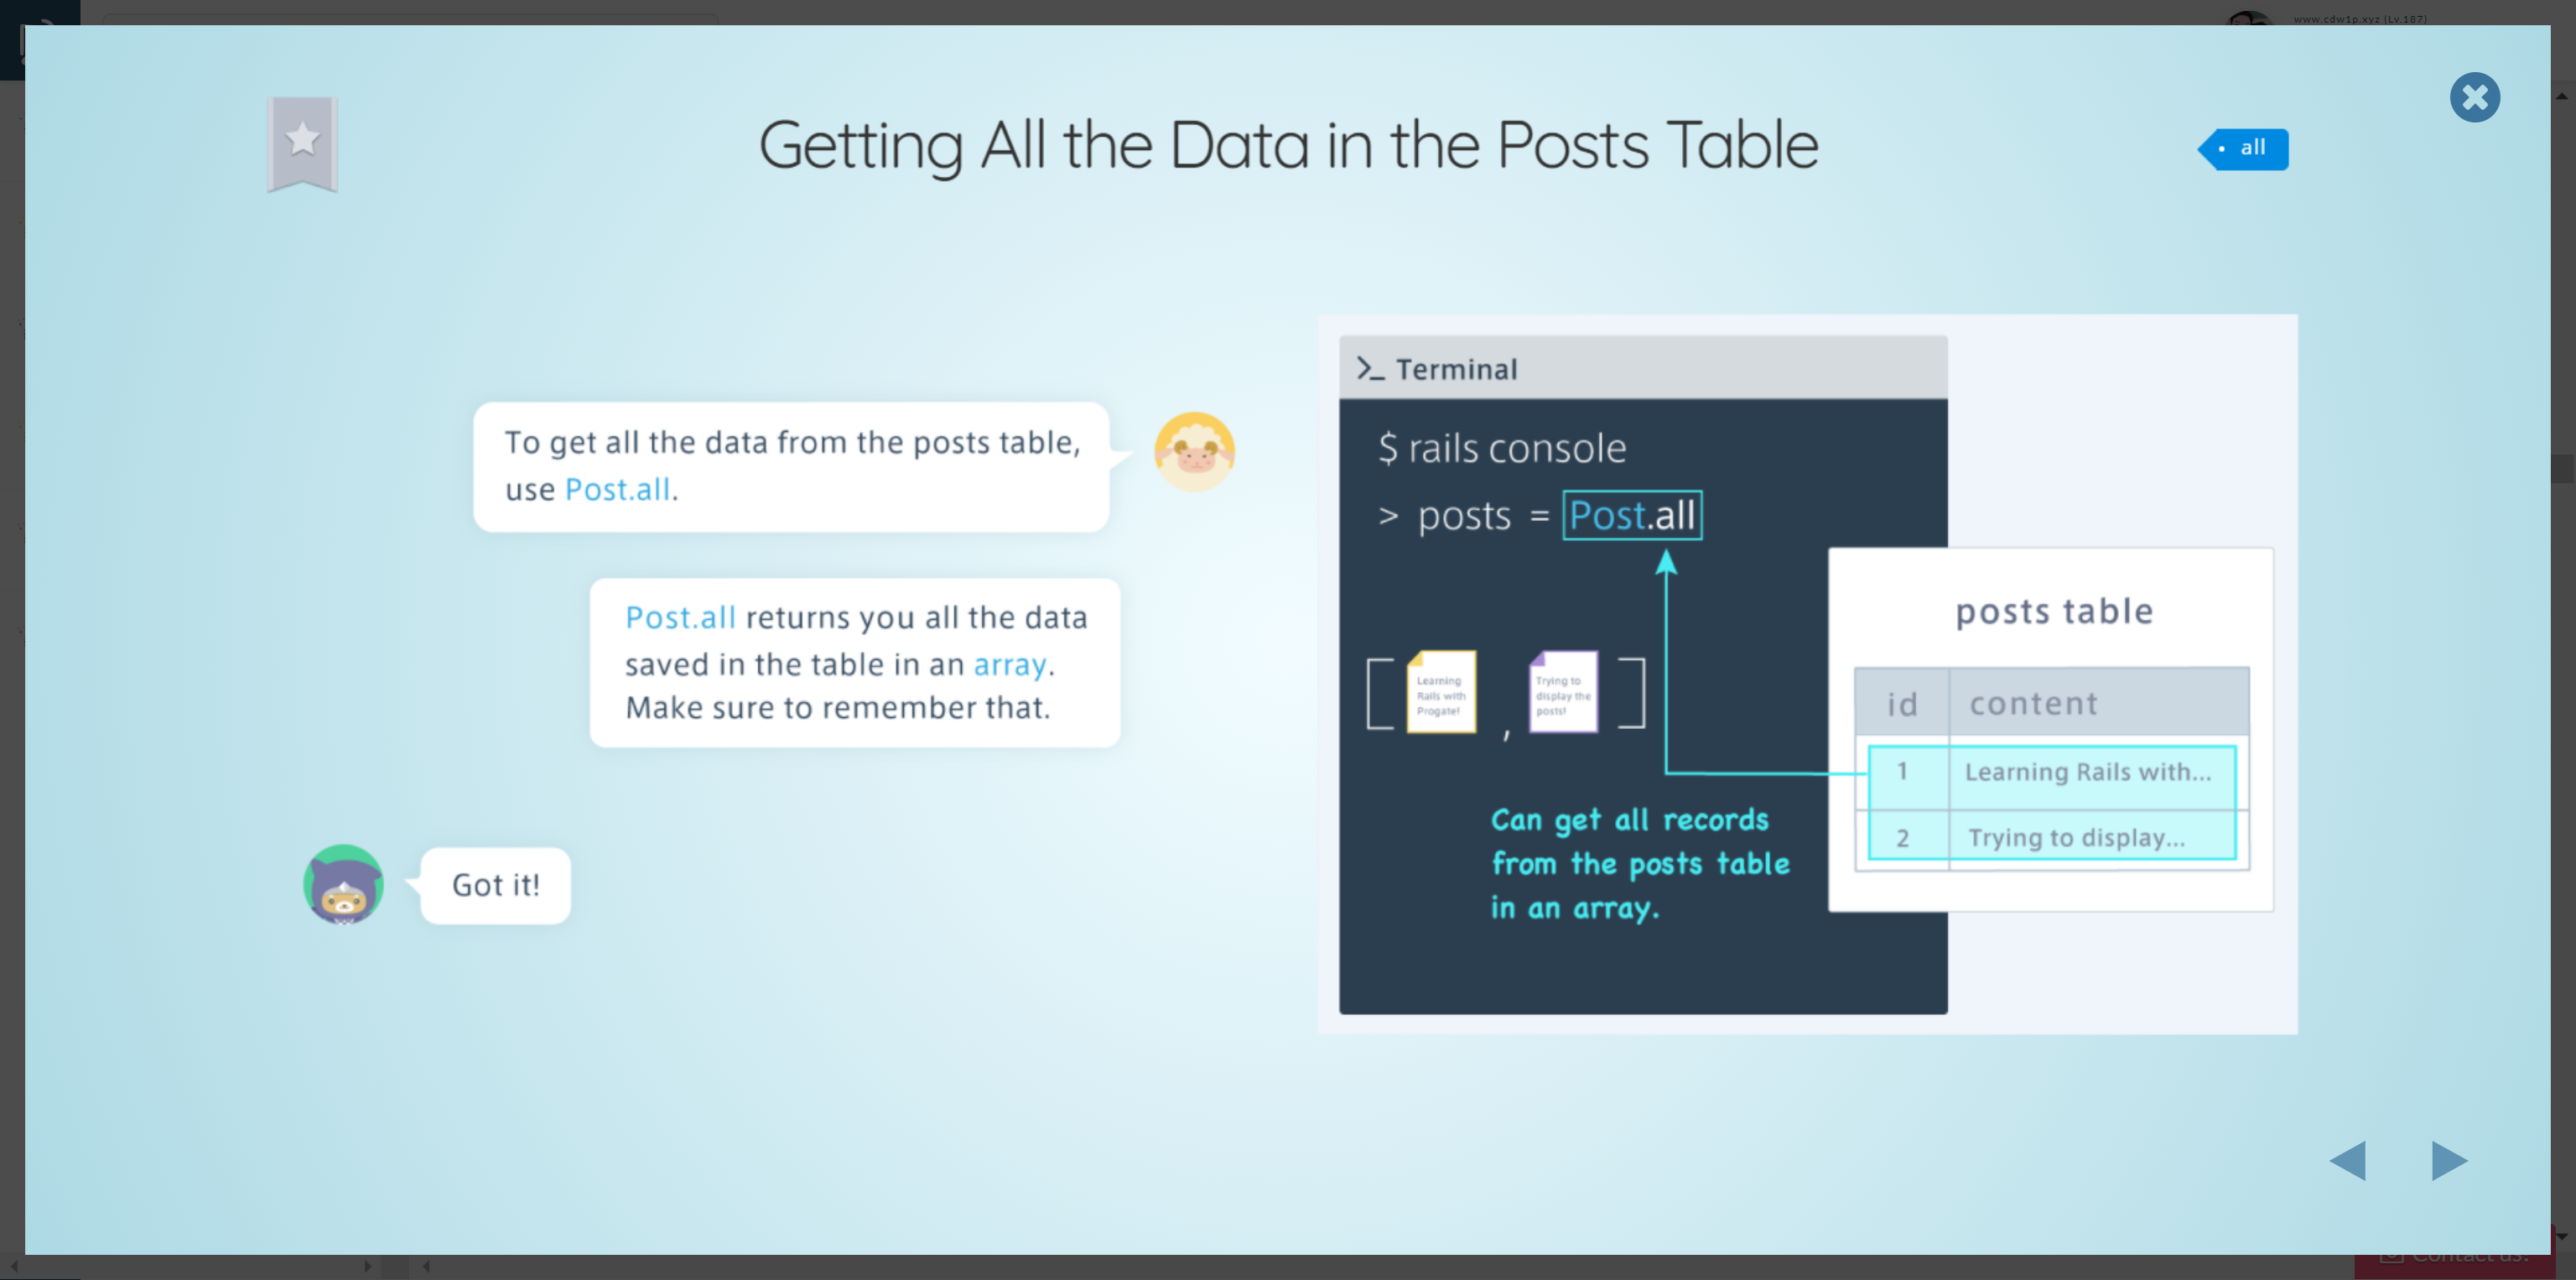 www.cdw1p.xyz (Lv.187)
Getting All the Data in the Posts Table
• all
To get all the data from the posts table,
use Post.all.
Post.all returns you all the data
saved in the table in an array.
Make sure to remember that.
Got it!
>_ Terminal
$ rails console
> posts = Post.all
[ Learning
Rails with
Progate!
,
Trying to
display the
posts! ]
Can get all records
from the posts table
in an array.
posts table
id content
1 Learning Rails with...
2 Trying to display...
Contact us!